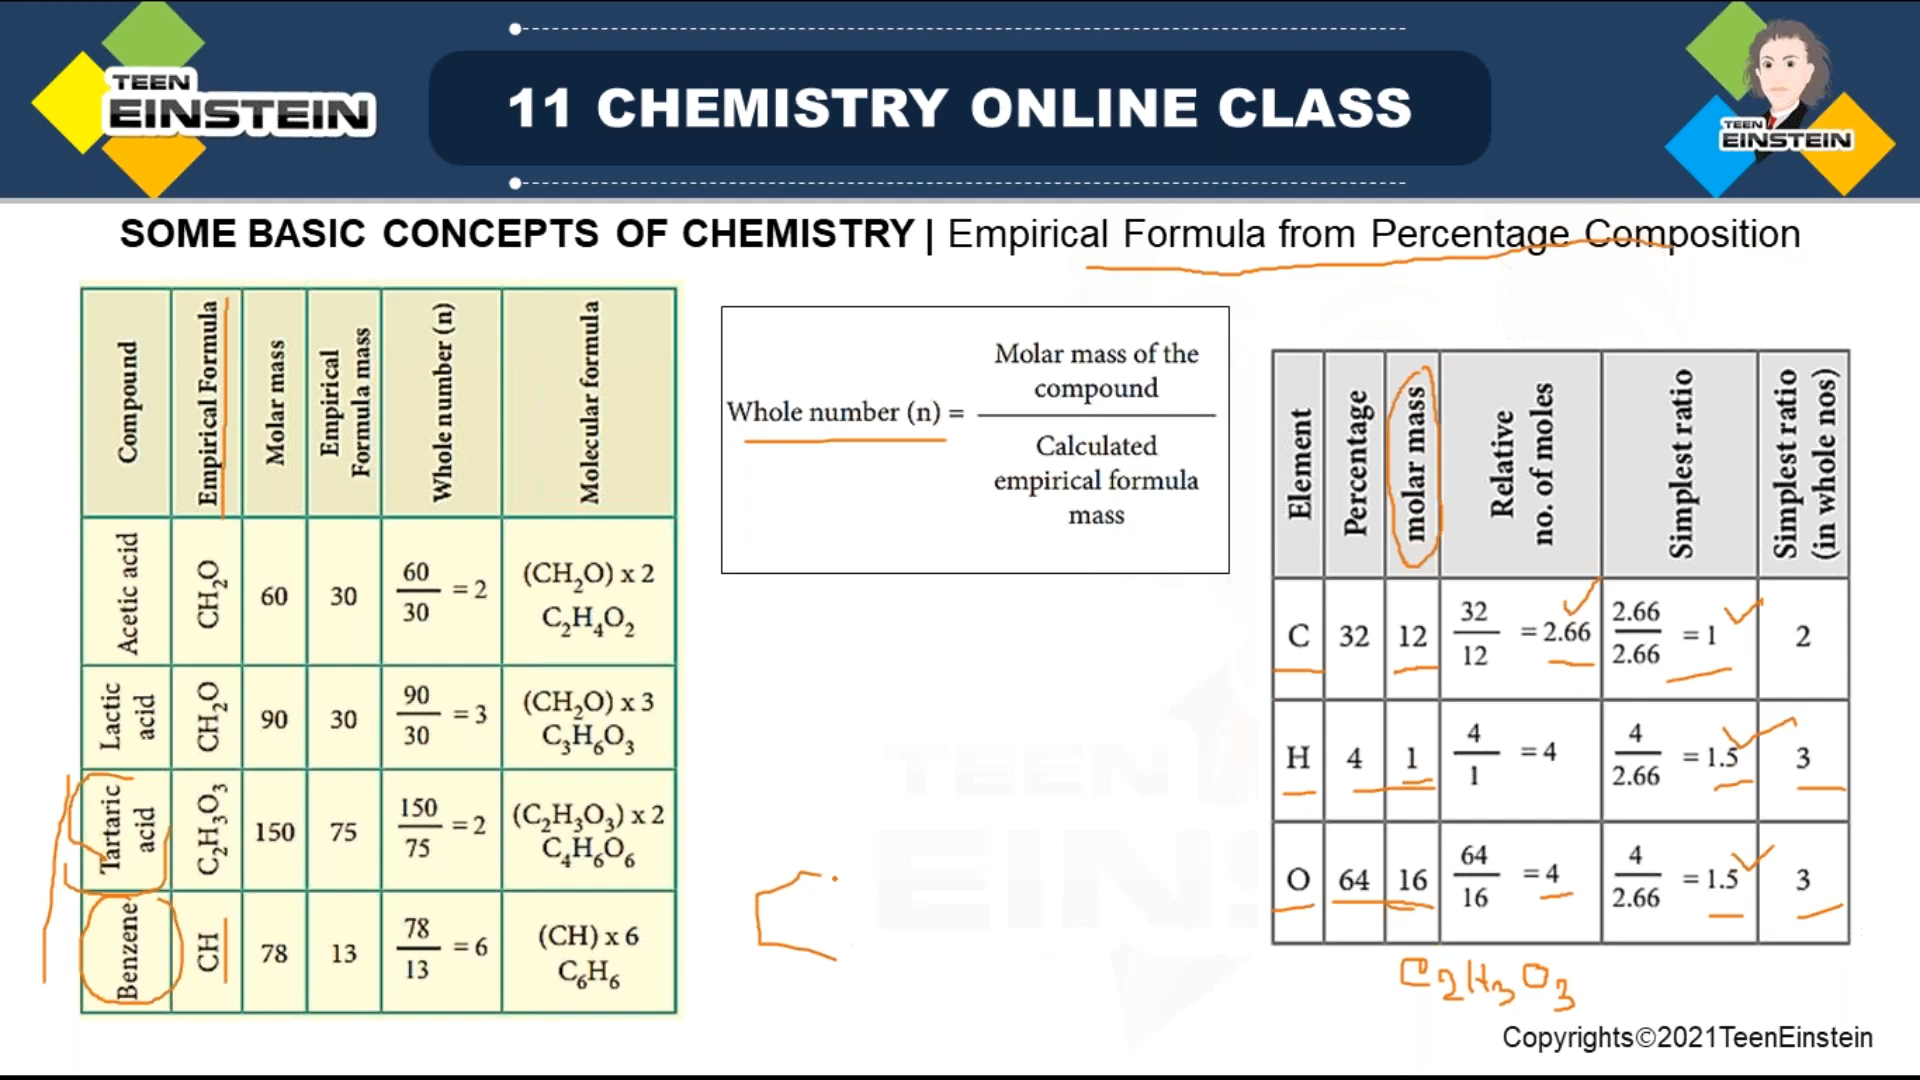 TEEN
EINSTEIN
11 CHEMISTRY ONLINE CLASS
TEEN
EINSTEIN
SOME BASIC CONCEPTS OF CHEMISTRY | Empirical Formula from Percentage Composition
Compound Empirical Formula Molar mass Empirical Formula mass Whole number (n) Molecular formula
Acetic acid CH₂O 60 30 60/30 = 2 (CH₂O) x 2 C₂H₄O₂
Lactic acid CH₂O 90 30 90/30 = 3 (CH₂O) x 3 C₃H₆O₃
Tartaric acid C₂H₃O₃ 150 75 150/75 = 2 (C₂H₃O₃) x 2 C₄H₆O₆
Benzene CH 78 13 78/13 = 6 (CH) x 6 C₆H₆
Whole number (n) =
Molar mass of the
compound
Calculated
empirical formula
mass
Element Percentage molar mass Relative no. of moles Simplest ratio Simplest ratio (in whole nos)
C 32 12 32/12 = 2.66 2.66/2.66 = 1 2
H 4 1 4/1 = 4 4/2.66 = 1.5 3
O 64 16 64/16 = 4 4/2.66 = 1.5 3
C₂H₃O₃
TEEN
EINS
Copyrights©2021TeenEinstein